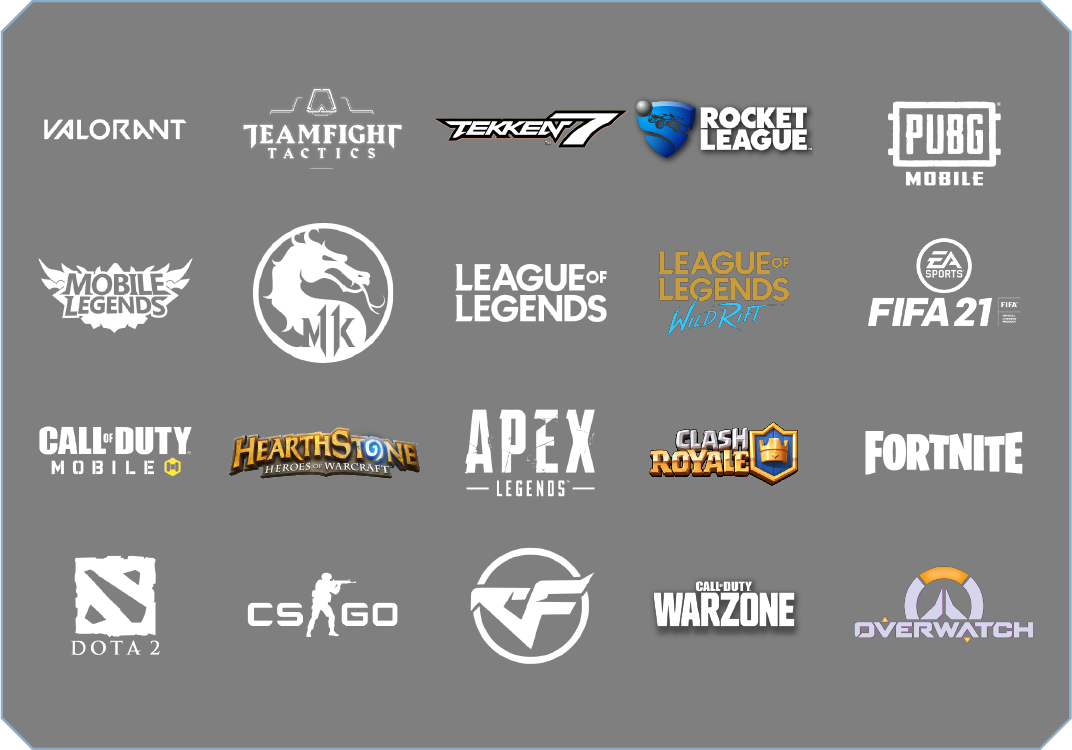 VALORANT
TEAMFIGHT
TACTICS
TEKKEN 7
ROCKET
LEAGUE
PUBG
MOBILE
MOBILE
LEGENDS
MK
LEAGUE OF
LEGENDS
LEAGUE OF
LEGENDS
WILD RIFT
EA
SPORTS
FIFA 21
FIFA
CALL OF DUTY
MOBILE
HEARTHSTONE
HEROES OF WARCRAFT
APEX
LEGENDS
CLASH
ROYALE
FORTNITE
DOTA 2
CS GO
CF
CALL OF DUTY
WARZONE
OVERWATCH